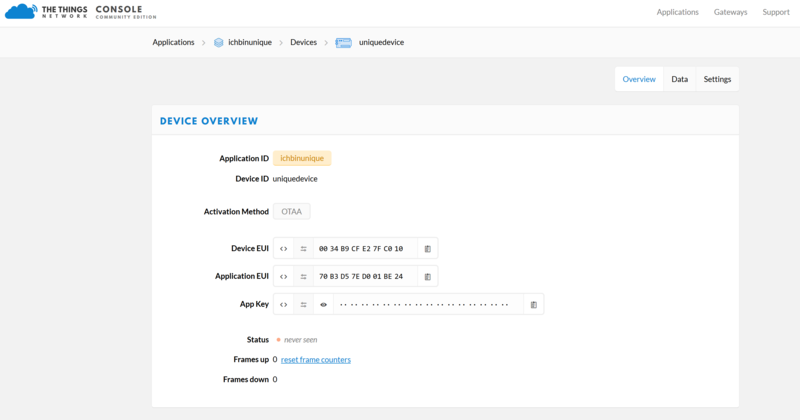 THE THINGS NETWORK CONSOLE COMMUNITY EDITION
Applications Gateways Support
Applications > ichbinunique > Devices > uniquedevice
Overview Data Settings
DEVICE OVERVIEW
Application ID ichbinunique
Device ID uniquedevice
Activation Method OTAA
Device EUI <> 00 34 B9 CF E2 7F C0 10
Application EUI <> 70 B3 D5 7E D0 01 BE 24
App Key <> .. .. .. .. .. .. .. .. .. .. .. .. .. .. .. ..
Status never seen
Frames up 0 reset frame counters
Frames down 0